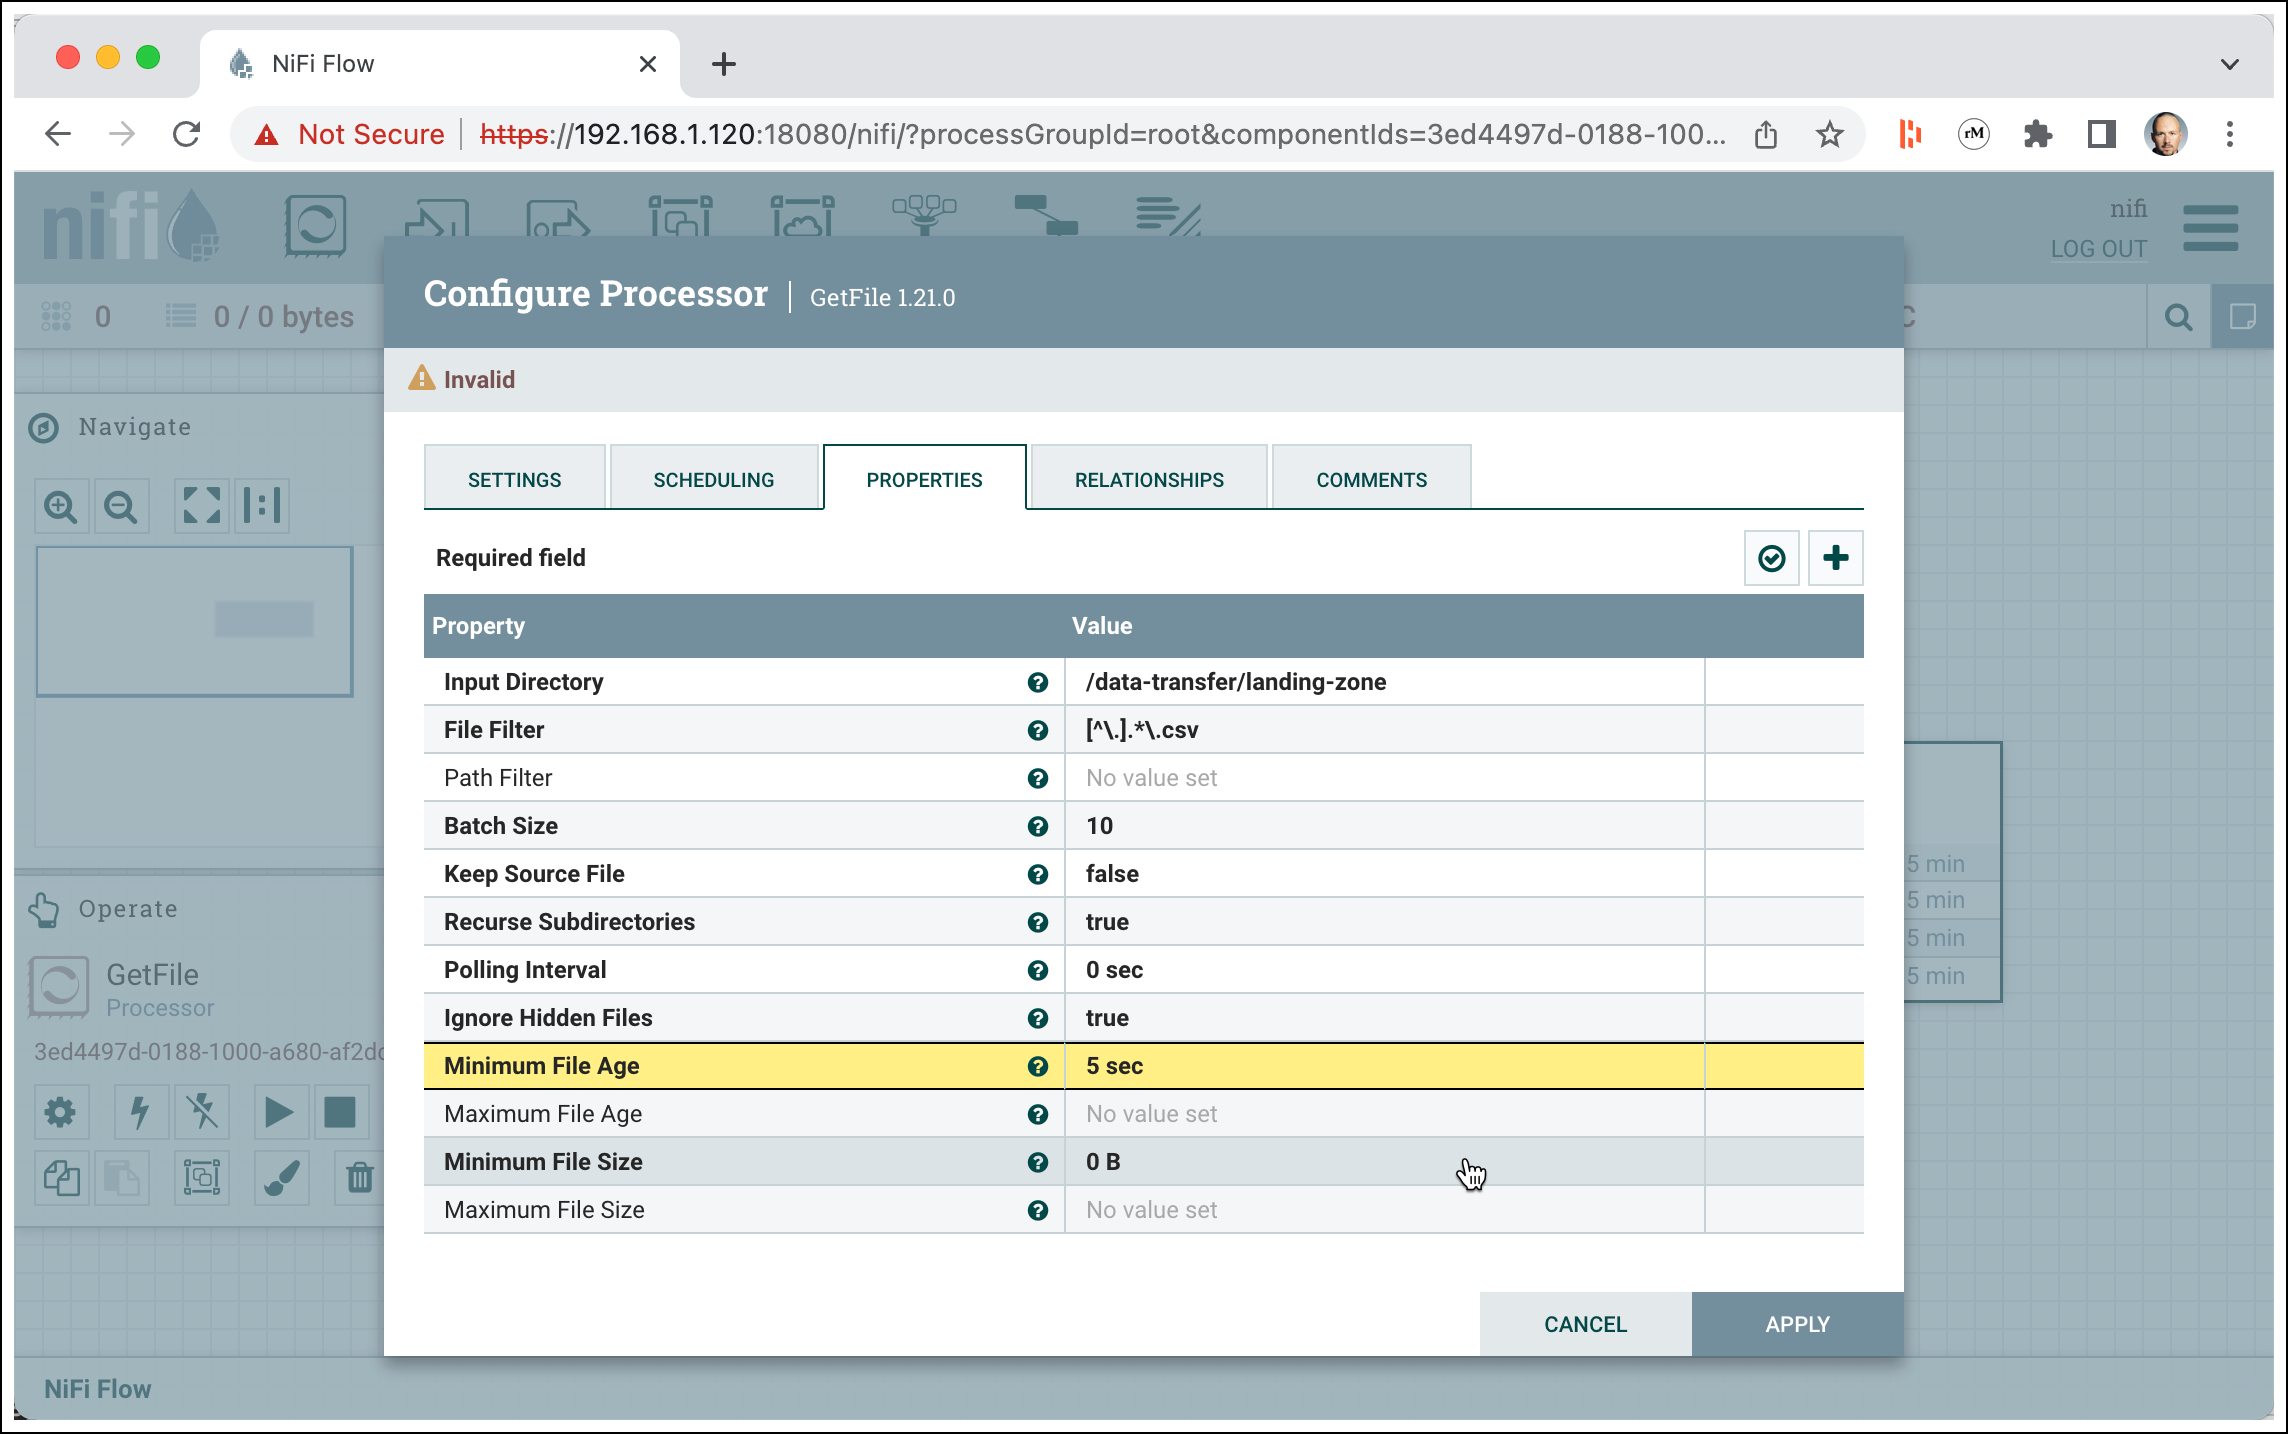 NiFi Flow
Not Secure https://192.168.1.120:18080/nifi/?processGroupId=root&componentIds=3ed4497d-0188-100...
rM
nifi
nifi
LOG OUT
0
0 / 0 bytes
C
Configure Processor GetFile 1.21.0
Invalid
Navigate
SETTINGS
SCHEDULING
PROPERTIES
RELATIONSHIPS
COMMENTS
Required field
Property Value
Input Directory ? /data-transfer/landing-zone
File Filter ? [^\.].*\.csv
Path Filter ? No value set
Batch Size ? 10
Keep Source File ? false
Recurse Subdirectories ? true
Polling Interval ? 0 sec
Ignore Hidden Files ? true
Minimum File Age ? 5 sec
Maximum File Age ? No value set
Minimum File Size ? 0 B
Maximum File Size ? No value set
5 min
5 min
5 min
5 min
Operate
GetFile
Processor
3ed4497d-0188-1000-a680-af2dc
CANCEL
APPLY
NiFi Flow